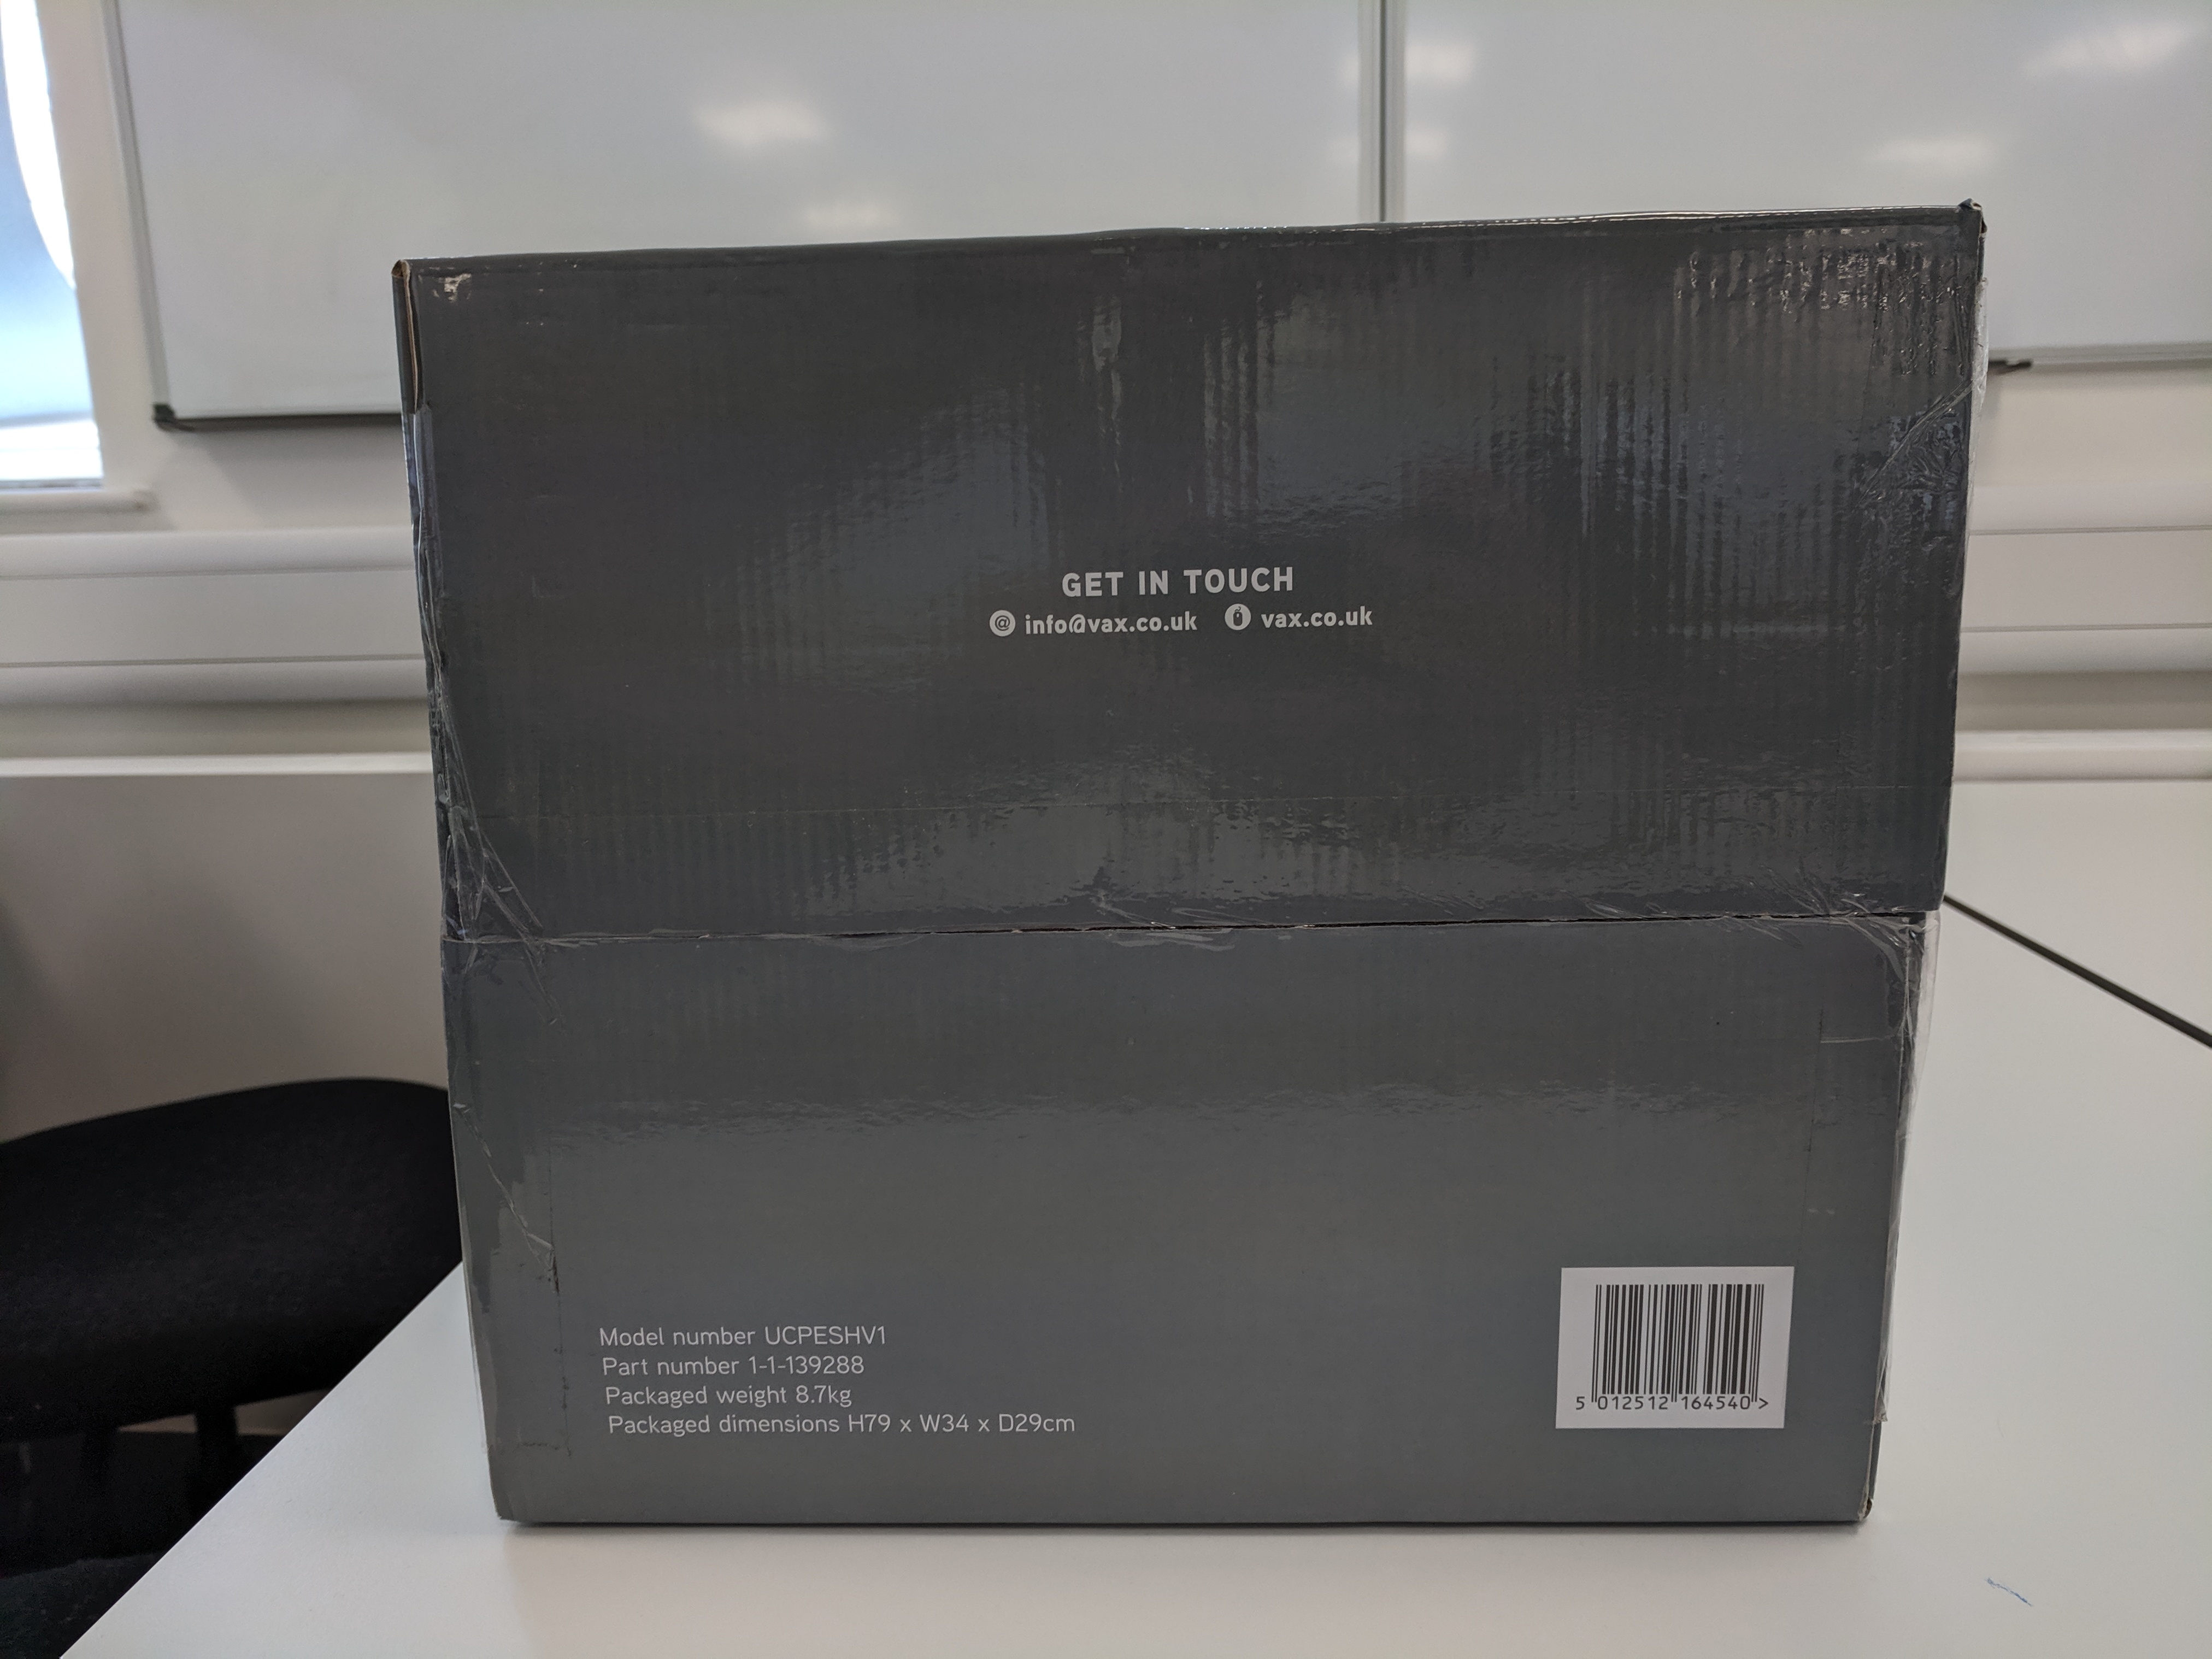 GET IN TOUCH
@ info@vax.co.uk vax.co.uk
Model number UCPESHV1
Part number 1-1-139288
Packaged weight 8.7kg
Packaged dimensions H79 x W34 x D29cm
5 012512 164540 >